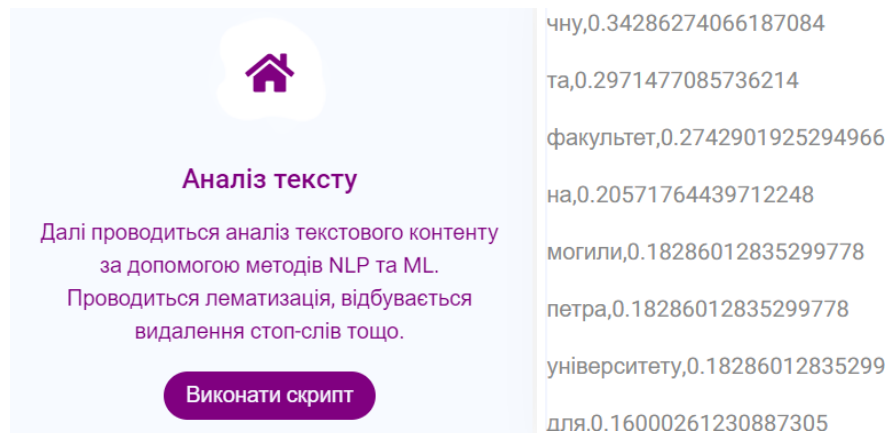 Аналіз тексту
Далі проводиться аналіз текстового контенту
за допомогою методів NLP та ML.
Проводиться лематизація, відбувається
видалення стоп-слів тощо.
Виконати скрипт
чну,0.34286274066187084
та,0.2971477085736214
факультет,0.2742901925294966
на,0.20571764439712248
могили,0.18286012835299778
петра,0.18286012835299778
університету,0.18286012835299
для,0.16000261230887305